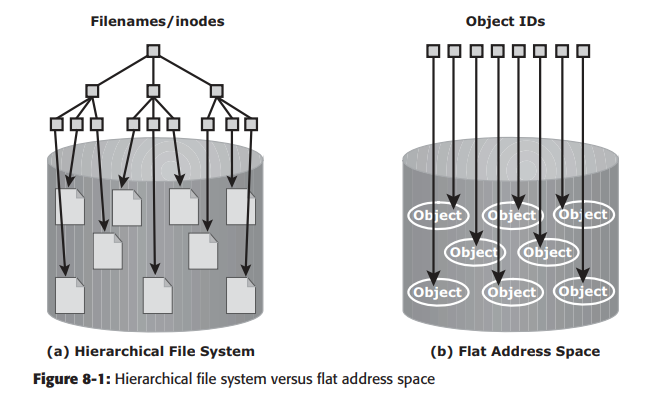 Filenames/inodes
Object IDs
Object
Object
Object
Object
Object
Object
Object
Object
(a) Hierarchical File System
(b) Flat Address Space
Figure 8-1: Hierarchical file system versus flat address space